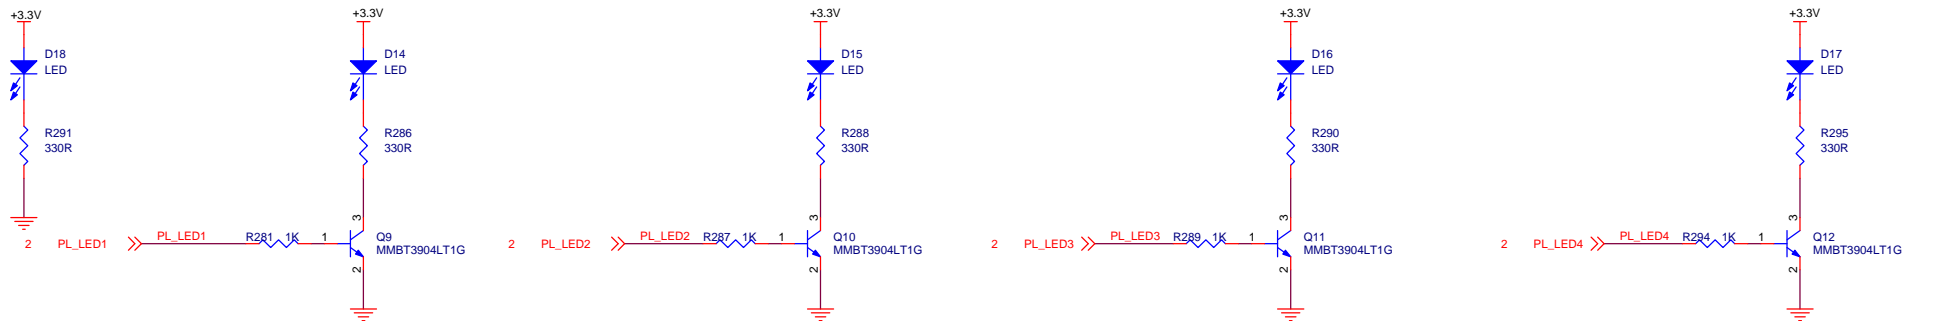 +3.3V
D18
LED
R291
330R
+3.3V
D14
LED
R286
330R
2 PL_LED1 PL_LED1 R281 1K 1
3
Q9
MMBT3904LT1G
2
+3.3V
D15
LED
R288
330R
2 PL_LED2 PL_LED2 R287 1K 1
3
Q10
MMBT3904LT1G
2
+3.3V
D16
LED
R290
330R
2 PL_LED3 PL_LED3 R289 1K 1
3
Q11
MMBT3904LT1G
2
+3.3V
D17
LED
R295
330R
2 PL_LED4 PL_LED4 R294 1K 1
3
Q12
MMBT3904LT1G
2